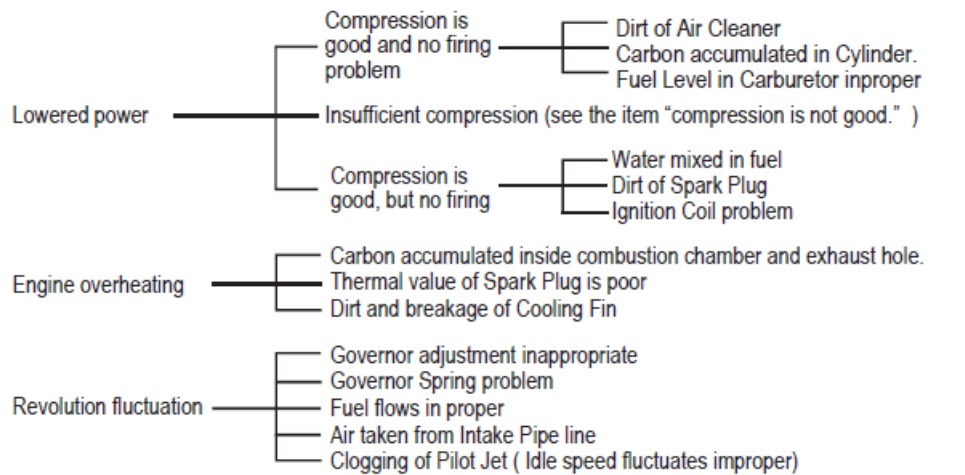 Compression is
good and no firing
problem
Dirt of Air Cleaner
Carbon accumulated in Cylinder.
Fuel Level in Carburetor inproper
Lowered power
Insufficient compression (see the item “compression is not good.” )
Compression is
good, but no firing
Water mixed in fuel
Dirt of Spark Plug
Ignition Coil problem
Engine overheating
Carbon accumulated inside combustion chamber and exhaust hole.
Thermal value of Spark Plug is poor
Dirt and breakage of Cooling Fin
Revolution fluctuation
Governor adjustment inappropriate
Governor Spring problem
Fuel flows in proper
Air taken from Intake Pipe line
Clogging of Pilot Jet ( Idle speed fluctuates improper)